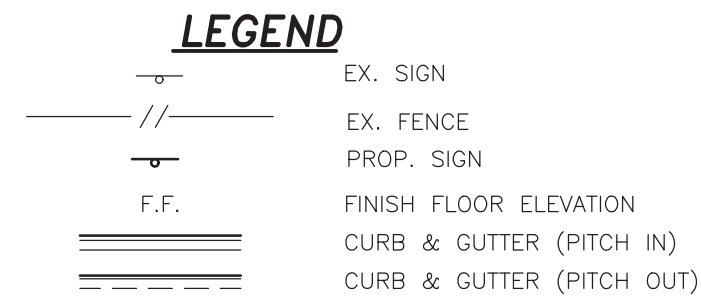 LEGEND
EX. SIGN
// EX. FENCE
PROP. SIGN
F.F. FINISH FLOOR ELEVATION
CURB & GUTTER (PITCH IN)
CURB & GUTTER (PITCH OUT)